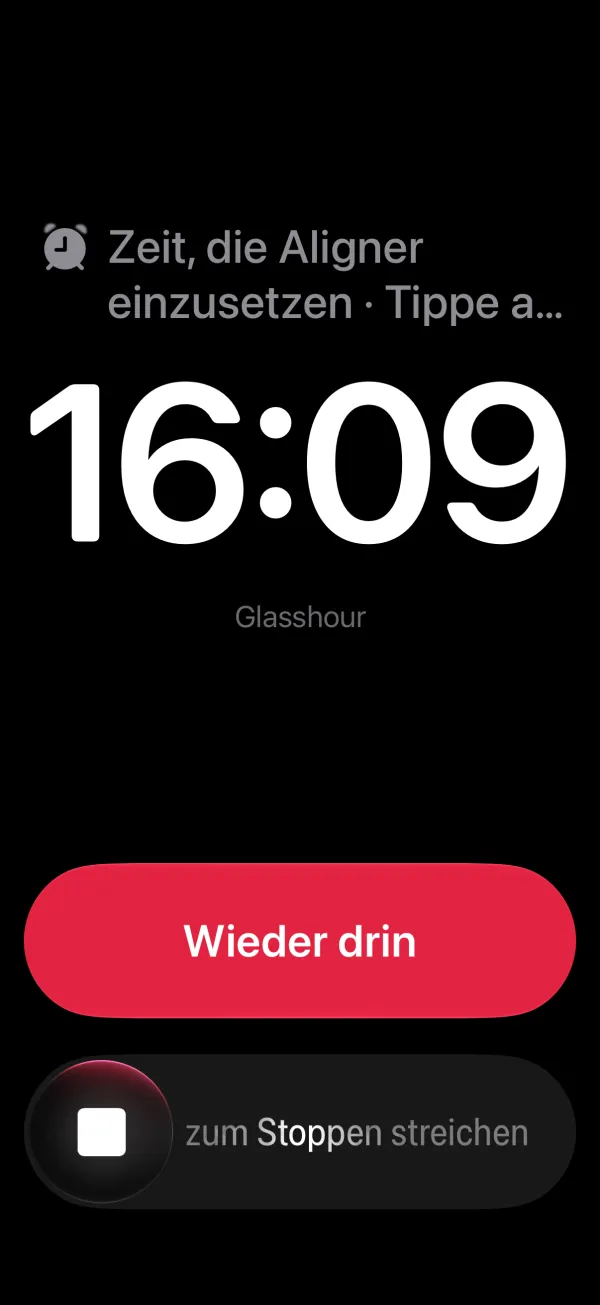 Zeit, die Aligner
einzusetzen · Tippe a…
16:09
Glasshour
Wieder drin
zum Stoppen streichen